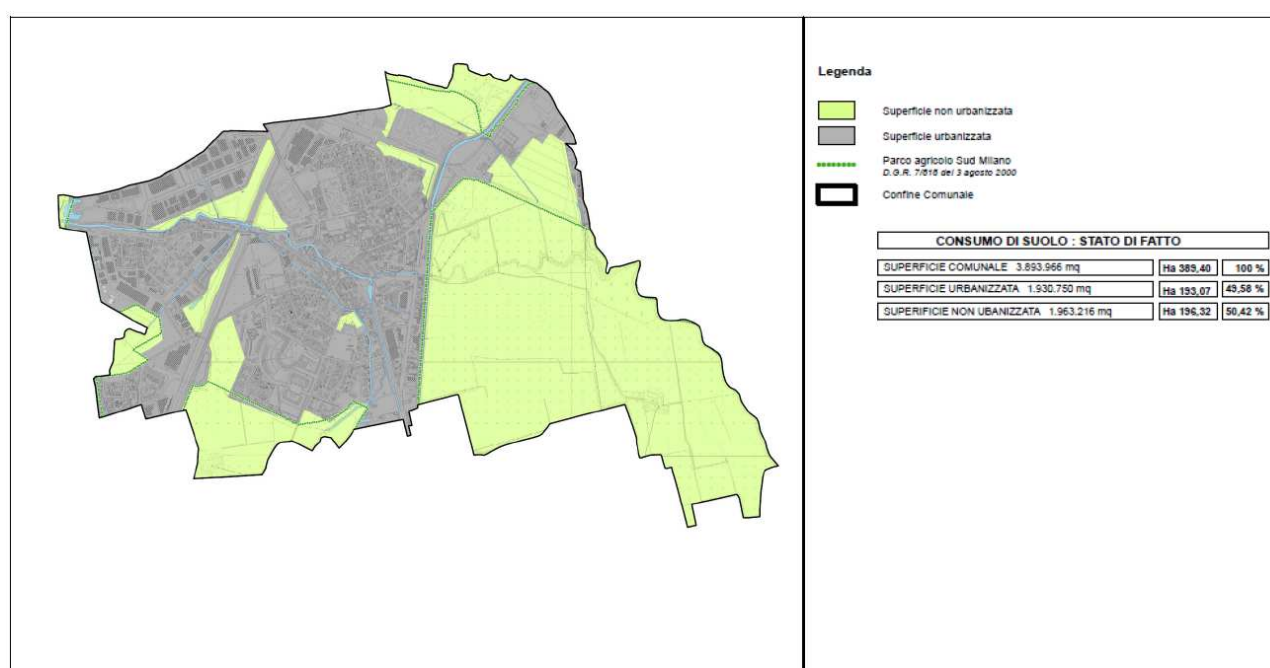 Legenda
Superficie non urbanizzata
Superficie urbanizzata
Parco agricolo Sud Milano
D.G.R. 7/818 del 3 agosto 2000
Confine Comunale
CONSUMO DI SUOLO : STATO DI FATTO
SUPERFICIE COMUNALE 3.893.966 mq Ha 389,40 100 %
SUPERFICIE URBANIZZATA 1.930.750 mq Ha 193,07 49,58 %
SUPERIFICIE NON UBANIZZATA 1.963.216 mq Ha 196,32 50,42 %